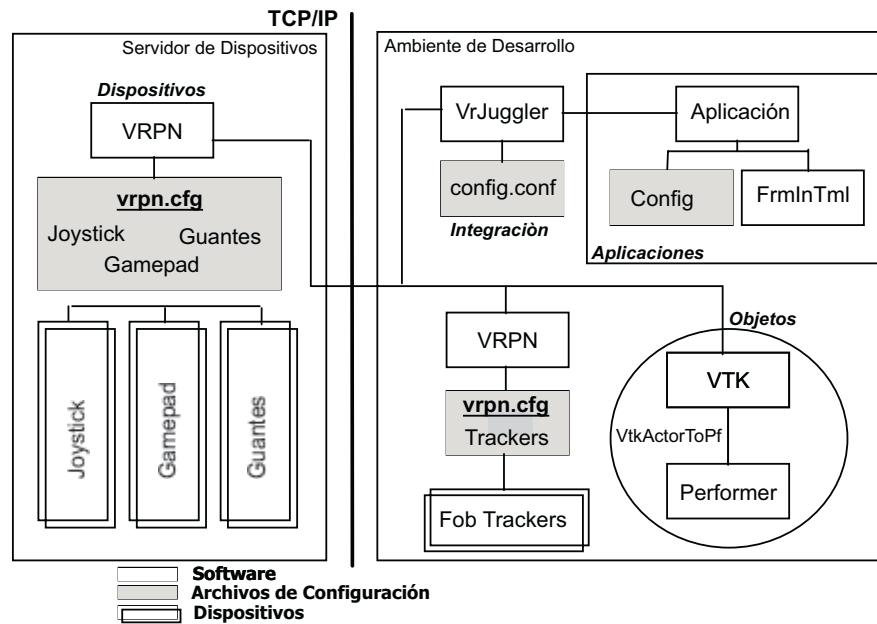 TCP/IP
Servidor de Dispositivos
Dispositivos
VRPN
vrpn.cfg
Joystick
Guantes
Gamepad
Joystick
Gamepad
Guantes
Ambiente de Desarrollo
VrJuggler
config.conf
Integraciòn
Aplicación
Config
FrmInTml
Aplicaciones
VRPN
vrpn.cfg
Trackers
Fob Trackers
Objetos
VTK
VtkActorToPf
Performer
Software
Archivos de Configuración
Dispositivos